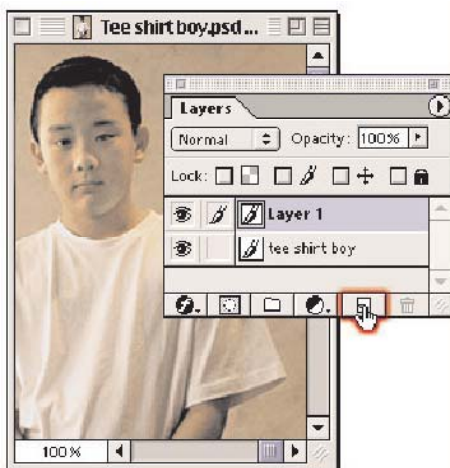 Tee shirt boy.psd ...
Layers
Normal Opacity: 100%
Lock:
Layer 1
tee shirt boy
100%